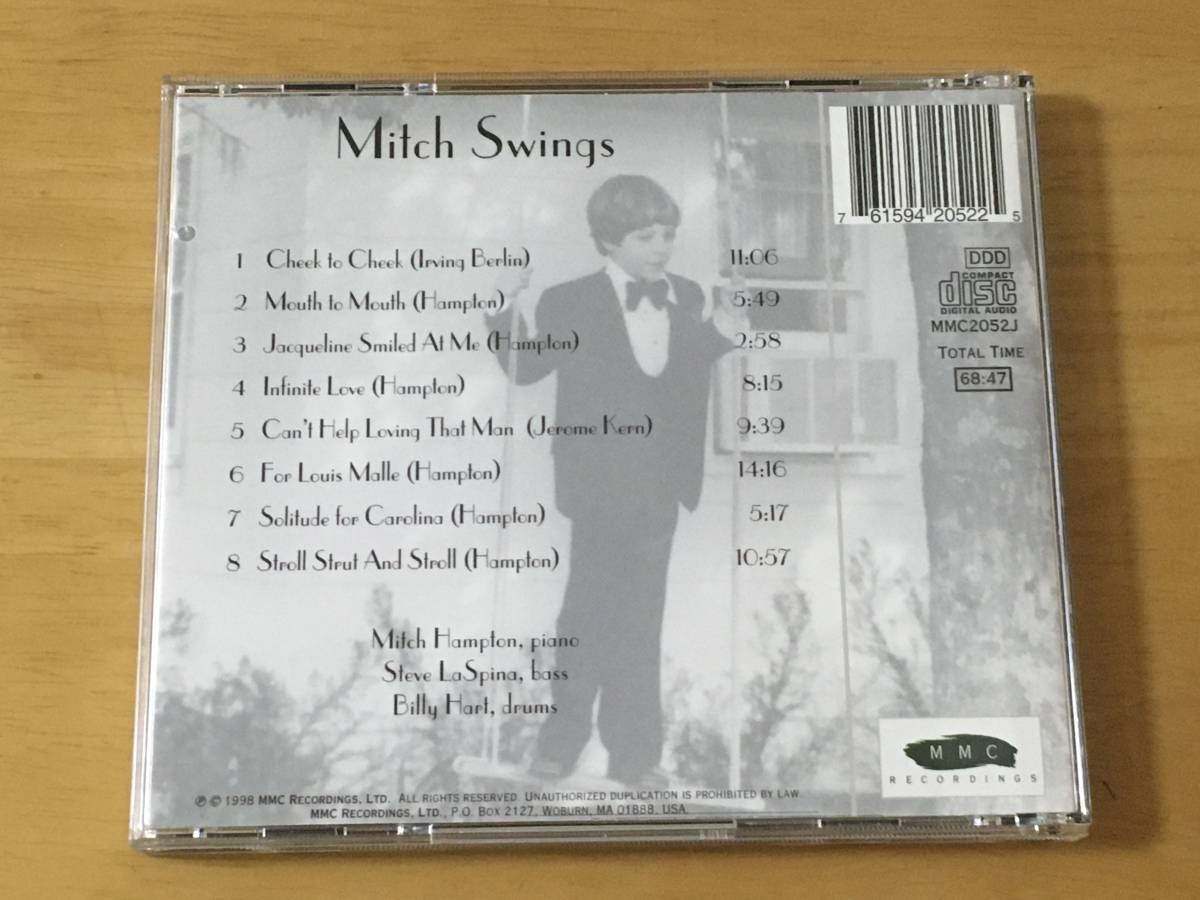 Mitch Swings
1 Cheek to Cheek (Irving Berlin) 11:06
2 Mouth to Mouth (Hampton) 5:49
3 Jacqueline Smiled At Me (Hampton) 2:58
4 Infinite Love (Hampton) 8:15
5 Can't Help Loving That Man (Jerome Kern) 9:39
6 For Louis Malle (Hampton) 14:16
7 Solitude for Carolina (Hampton) 5:17
8 Stroll Strut And Stroll (Hampton) 10:57
Mitch Hampton, piano
Steve LaSpina, bass
Billy Hart, drums
7 61594 20522 5
DDD
COMPACT
disc
DIGITAL AUDIO
MMC2052J
TOTAL TIME
68:47
MMC
RECORDINGS
℗ © 1998 MMC RECORDINGS, LTD. ALL RIGHTS RESERVED. UNAUTHORIZED DUPLICATION IS PROHIBITED BY LAW
MMC RECORDINGS, LTD., P.O. BOX 2127, WOBURN, MA 01888, USA.